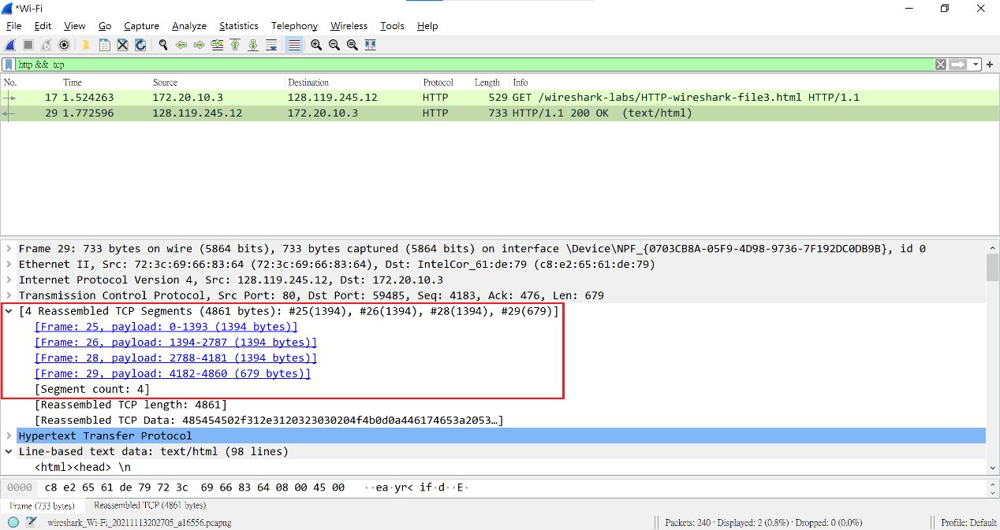 *Wi-Fi
File Edit View Go Capture Analyze Statistics Telephony Wireless Tools Help
http && tcp
No. Time Source Destination Protocol Length Info
17 1.524263 172.20.10.3 128.119.245.12 HTTP 529 GET /wireshark-labs/HTTP-wireshark-file3.html HTTP/1.1
29 1.772596 128.119.245.12 172.20.10.3 HTTP 733 HTTP/1.1 200 OK (text/html)
Frame 29: 733 bytes on wire (5864 bits), 733 bytes captured (5864 bits) on interface \Device\NPF_{0703CB8A-05F9-4D98-9736-7F192DC0DB9B}, id 0
Ethernet II, Src: 72:3c:69:66:83:64 (72:3c:69:66:83:64), Dst: IntelCor_61:de:79 (c8:e2:65:61:de:79)
Internet Protocol Version 4, Src: 128.119.245.12, Dst: 172.20.10.3
Transmission Control Protocol, Src Port: 80, Dst Port: 59485, Seq: 4183, Ack: 476, Len: 679
[4 Reassembled TCP Segments (4861 bytes): #25(1394), #26(1394), #28(1394), #29(679)]
[Frame: 25, payload: 0-1393 (1394 bytes)]
[Frame: 26, payload: 1394-2787 (1394 bytes)]
[Frame: 28, payload: 2788-4181 (1394 bytes)]
[Frame: 29, payload: 4182-4860 (679 bytes)]
[Segment count: 4]
[Reassembled TCP length: 4861]
[Reassembled TCP Data: 485454502f312e3120323030204f4b0d0a446174653a2053…]
Hypertext Transfer Protocol
Line-based text data: text/html (98 lines)
<html><head> \n
0000 c8 e2 65 61 de 79 72 3c 69 66 83 64 08 00 45 00 ··ea·yr< if·d··E·
Frame (733 bytes) Reassembled TCP (4861 bytes)
wireshark_Wi-Fi_20211113202705_a16556.pcapng Packets: 240 · Displayed: 2 (0.8%) · Dropped: 0 (0.0%) Profile: Default